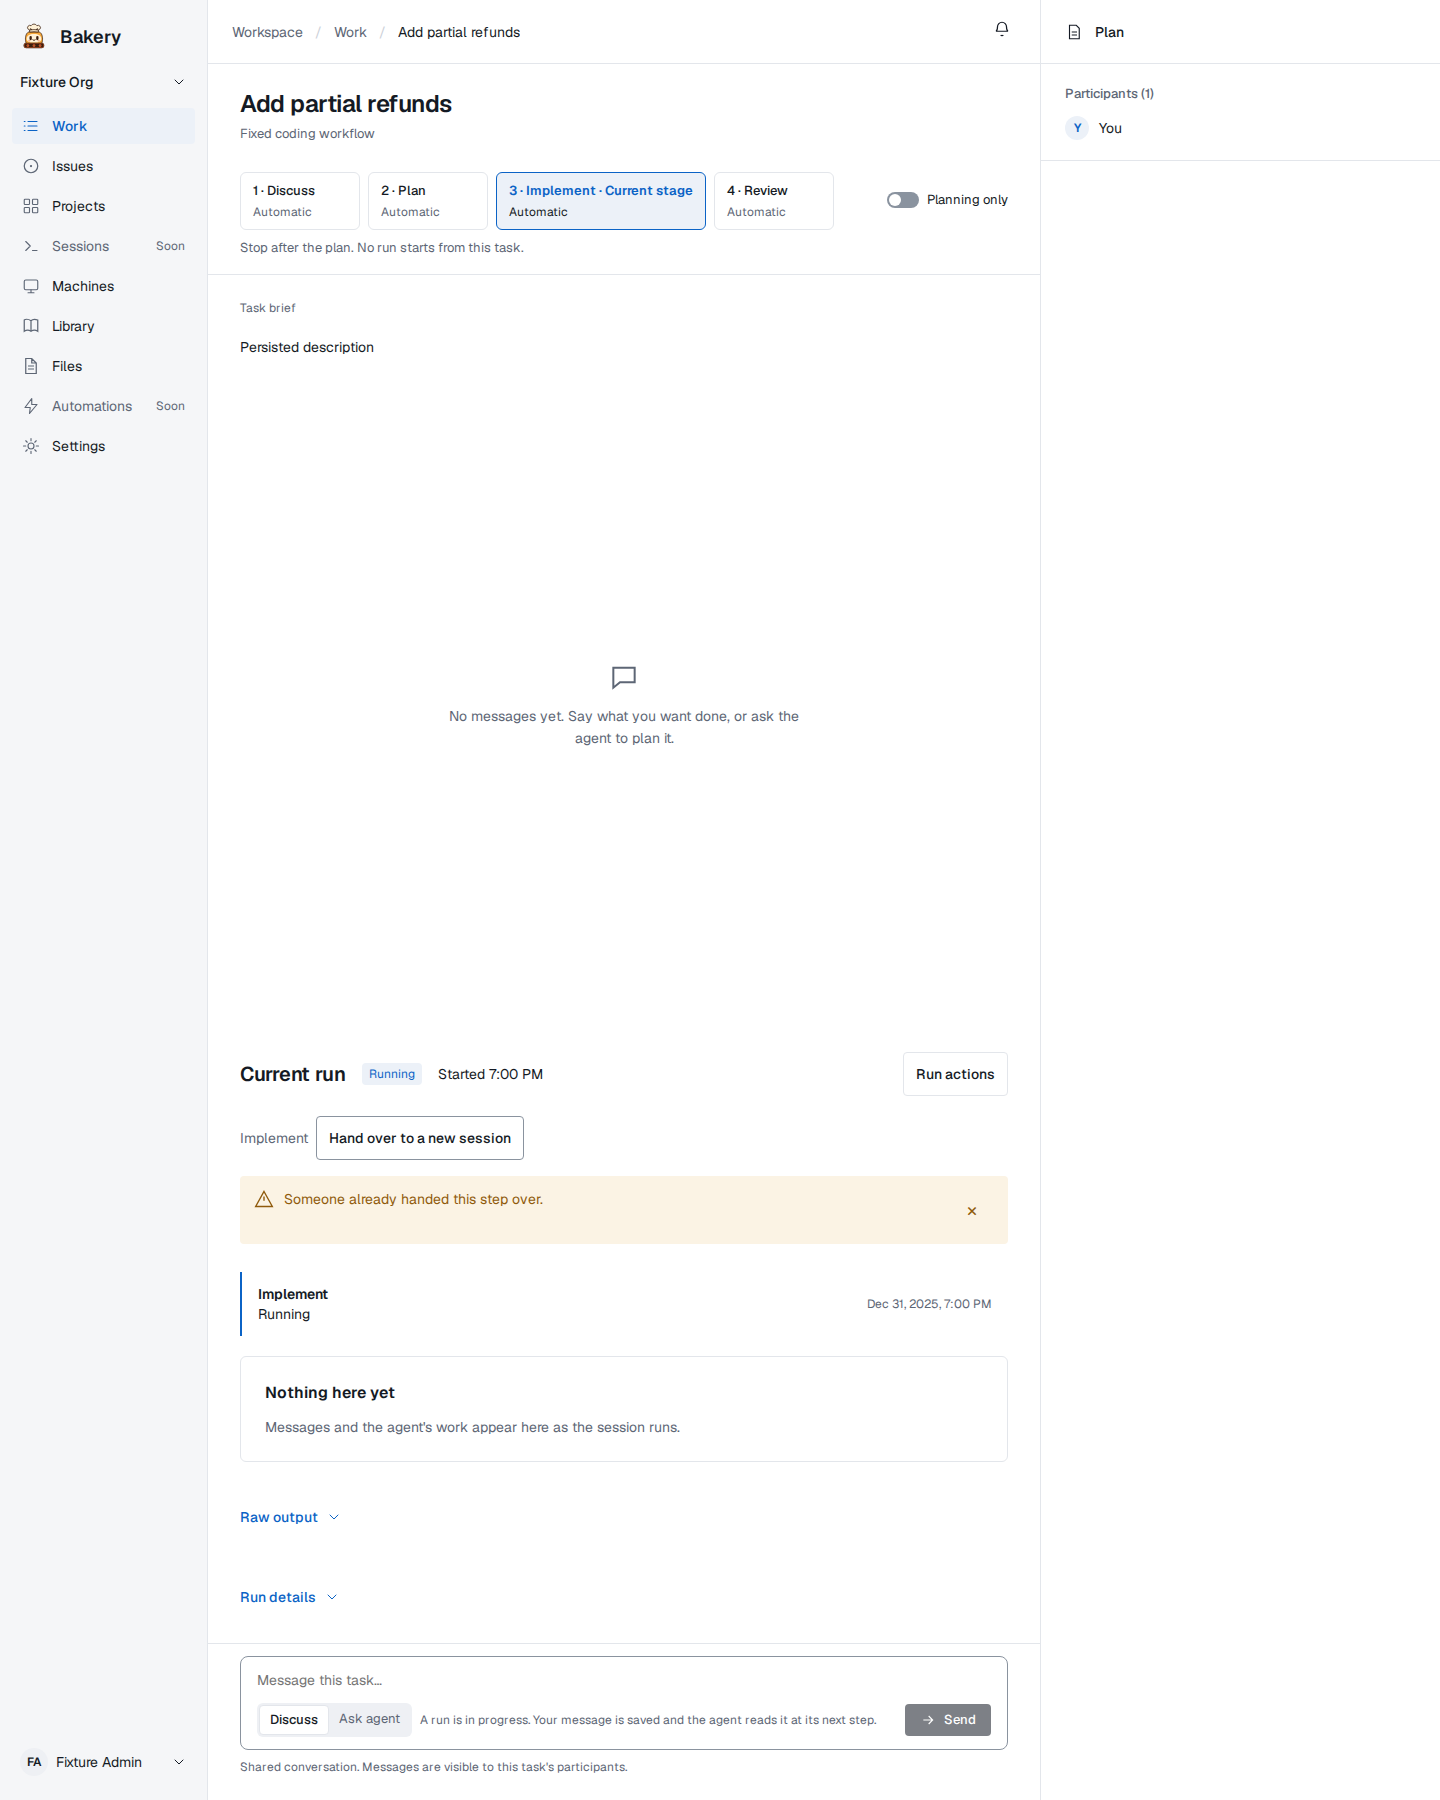 Bakery
Fixture Org
Work
Issues
Projects
Sessions Soon
Machines
Library
Files
Automations Soon
Settings
FA Fixture Admin
Workspace / Work / Add partial refunds
Add partial refunds
Fixed coding workflow
1 · Discuss
Automatic
2 · Plan
Automatic
3 · Implement · Current stage
Automatic
4 · Review
Automatic
Planning only
Stop after the plan. No run starts from this task.
Task brief
Persisted description
No messages yet. Say what you want done, or ask the
agent to plan it.
Current run Running Started 7:00 PM Run actions
Implement Hand over to a new session
Someone already handed this step over.
Implement
Running
Dec 31, 2025, 7:00 PM
Nothing here yet
Messages and the agent's work appear here as the session runs.
Raw output
Run details
Message this task...
Discuss Ask agent A run is in progress. Your message is saved and the agent reads it at its next step. Send
Shared conversation. Messages are visible to this task's participants.
Plan
Participants (1)
Y You